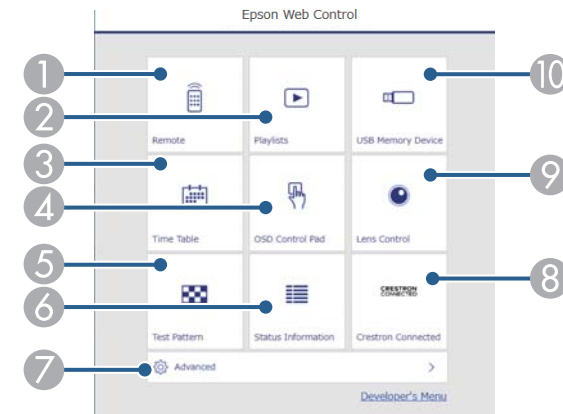 Epson Web Control
1
10
2
Remote
Playlists
USB Memory Device
3
9
4
Time Table
OSD Control Pad
Lens Control
5
CRESTRON
CONNECTED
8
6
Test Pattern
Status Information
Crestron Connected
7
Advanced
Developer's Menu